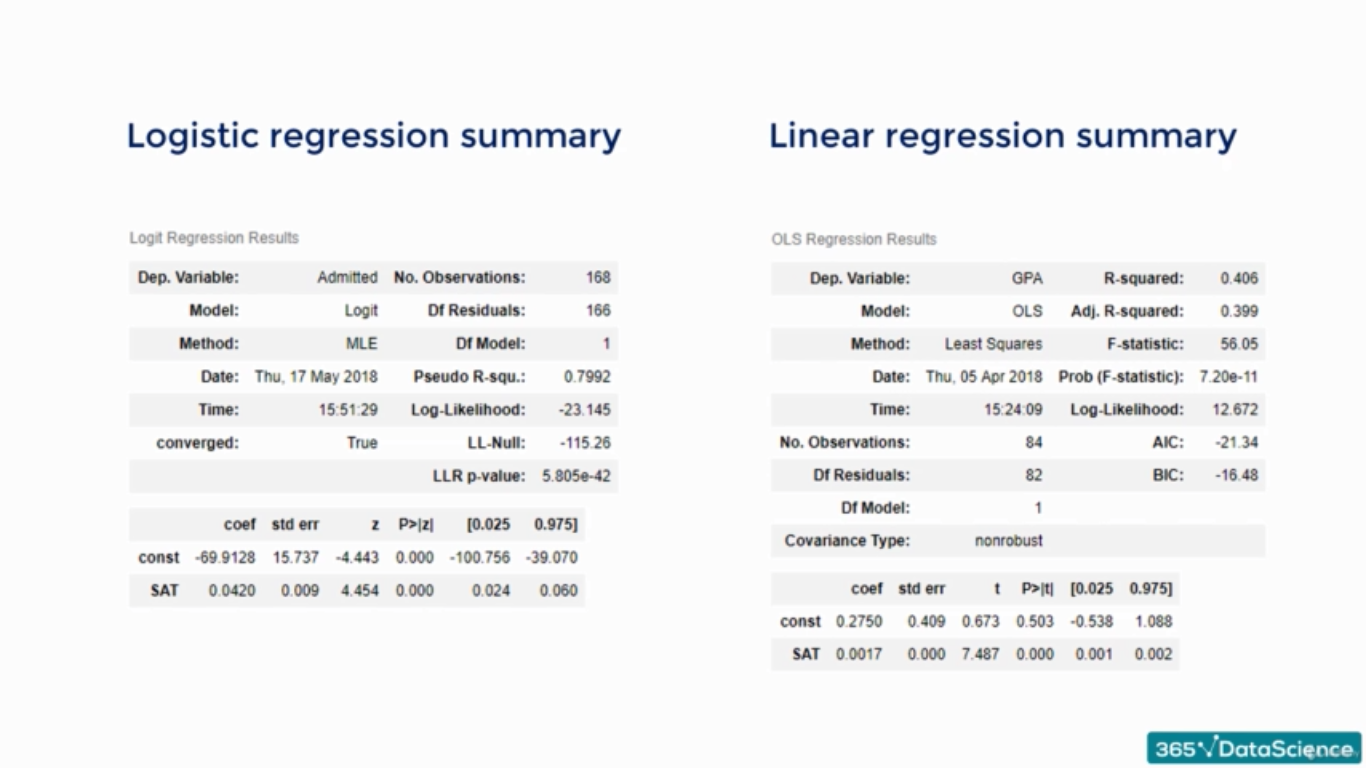 Logistic regression summary
Linear regression summary
Logit Regression Results
Dep. Variable: Admitted No. Observations: 168
Model: Logit Df Residuals: 166
Method: MLE Df Model: 1
Date: Thu, 17 May 2018 Pseudo R-squ.: 0.7992
Time: 15:51:29 Log-Likelihood: -23.145
converged: True LL-Null: -115.26
LLR p-value: 5.805e-42
coef std err z P>|z| [0.025 0.975]
const -69.9128 15.737 -4.443 0.000 -100.756 -39.070
SAT 0.0420 0.009 4.454 0.000 0.024 0.060
OLS Regression Results
Dep. Variable: GPA R-squared: 0.406
Model: OLS Adj. R-squared: 0.399
Method: Least Squares F-statistic: 56.05
Date: Thu, 05 Apr 2018 Prob (F-statistic): 7.20e-11
Time: 15:24:09 Log-Likelihood: 12.672
No. Observations: 84 AIC: -21.34
Df Residuals: 82 BIC: -16.48
Df Model: 1
Covariance Type: nonrobust
coef std err t P>|t| [0.025 0.975]
const 0.2750 0.409 0.673 0.503 -0.538 1.088
SAT 0.0017 0.000 7.487 0.000 0.001 0.002
365 DataScience